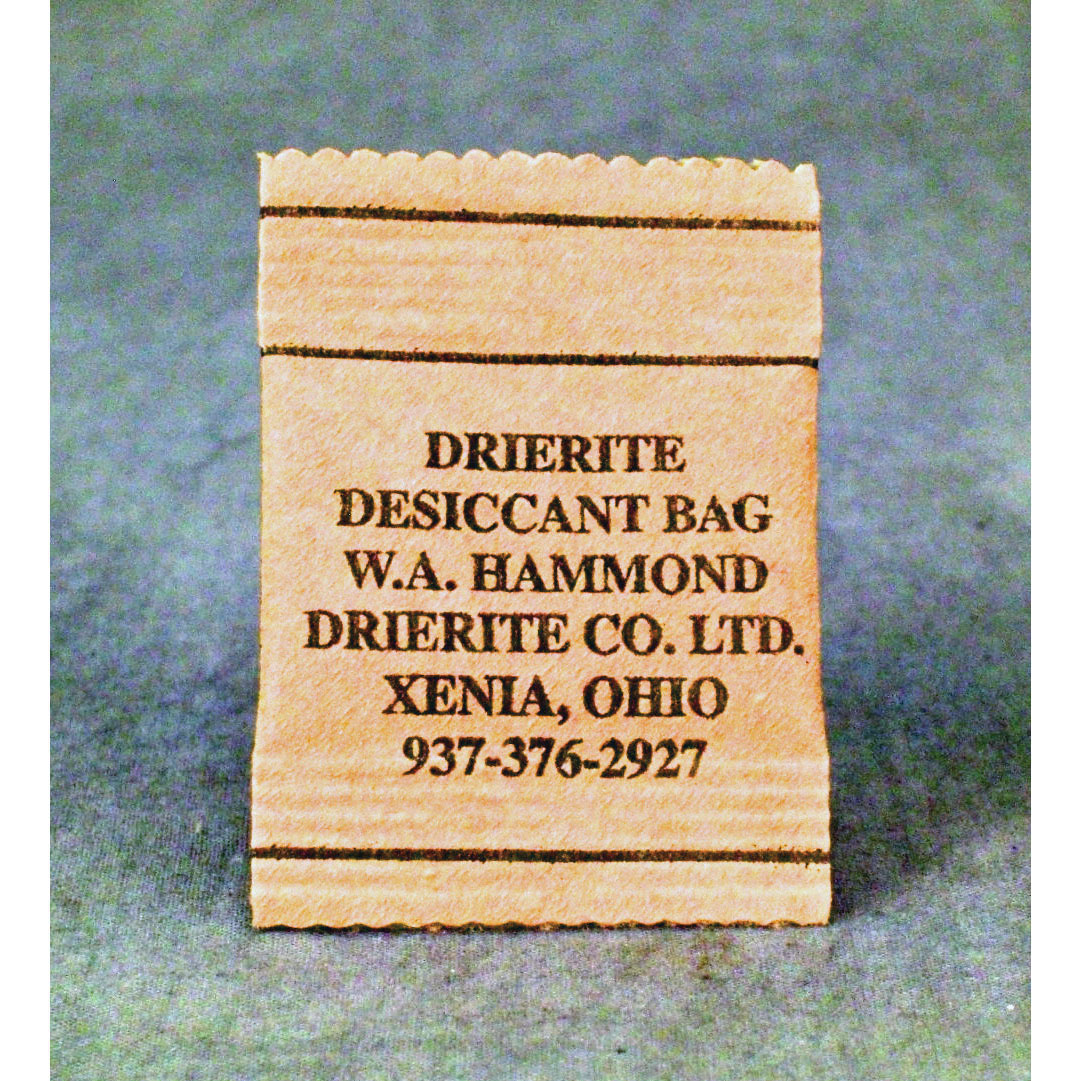 DRIERITE
DESICCANT BAG
W.A. HAMMOND
DRIERITE CO. LTD.
XENIA, OHIO
937-376-2927